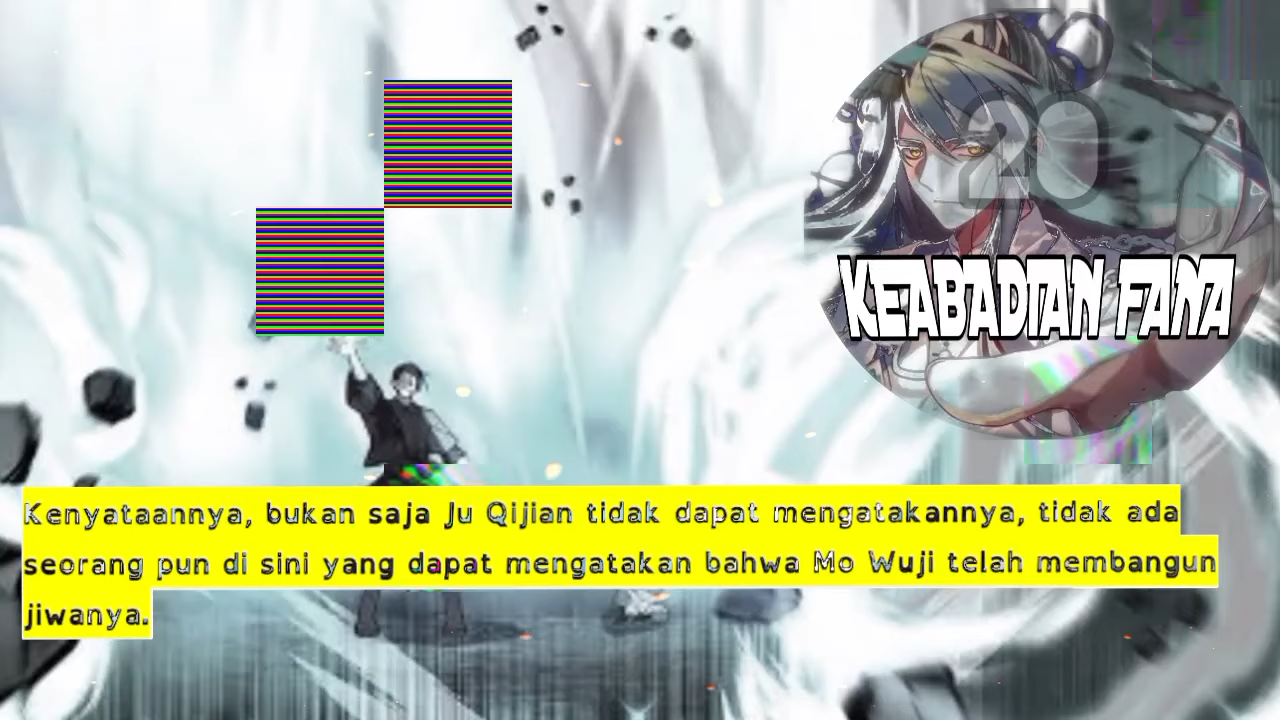 20
KEABADIAN FANA
Kenyataannya, bukan saja Ju Qijian tidak dapat mengatakannya, tidak ada
seorang pun di sini yang dapat mengatakan bahwa Mo Wuji telah membangun
jiwanya.